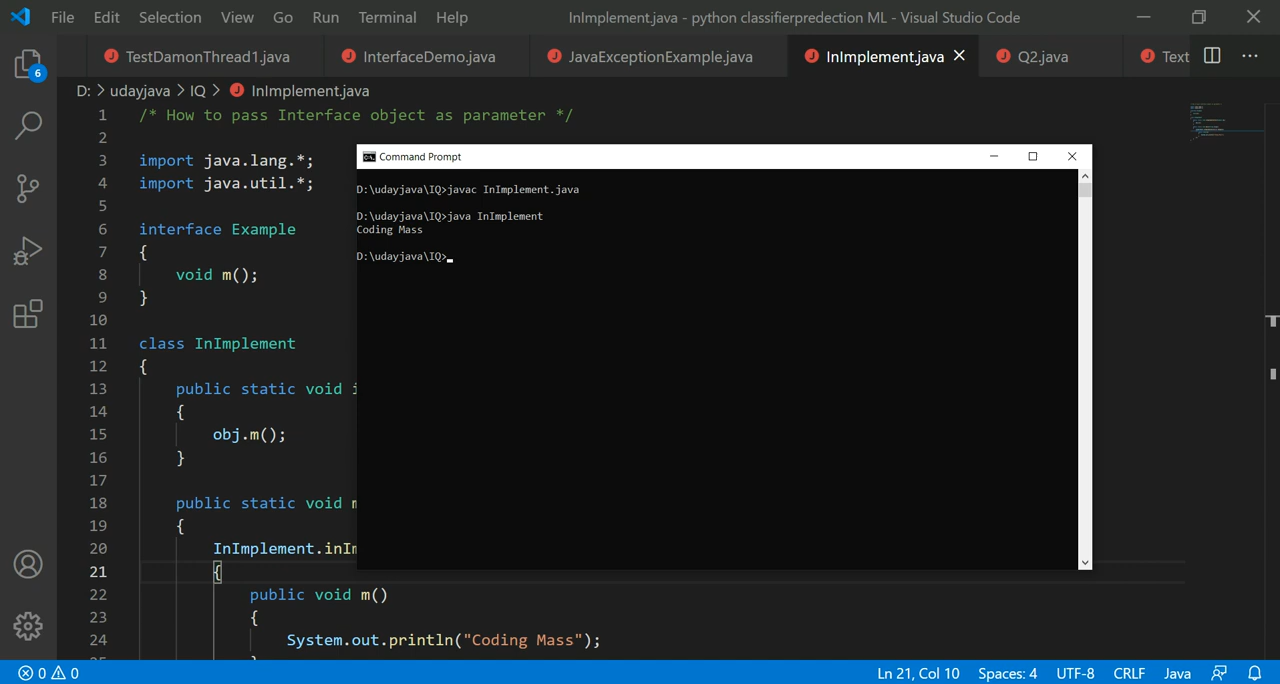 File Edit Selection View Go Run Terminal Help InImplement.java - python classifierpredection ML - Visual Studio Code
TestDamonThread1.java InterfaceDemo.java JavaExceptionExample.java InImplement.java Q2.java Text
6
D: > udayjava > IQ > InImplement.java
1 /* How to pass Interface object as parameter */
2
3 import java.lang.*;
4 import java.util.*;
5
6 interface Example
7 {
8 void m();
9 }
10
11 class InImplement
12 {
13 public static void i
14 {
15 obj.m();
16 }
17
18 public static void m
19 {
20 InImplement.inIm
21 {
22 public void m()
23 {
24 System.out.println("Coding Mass");
Command Prompt
D:\udayjava\IQ>javac InImplement.java
D:\udayjava\IQ>java InImplement
Coding Mass
D:\udayjava\IQ>
0 0 Ln 21, Col 10 Spaces: 4 UTF-8 CRLF Java